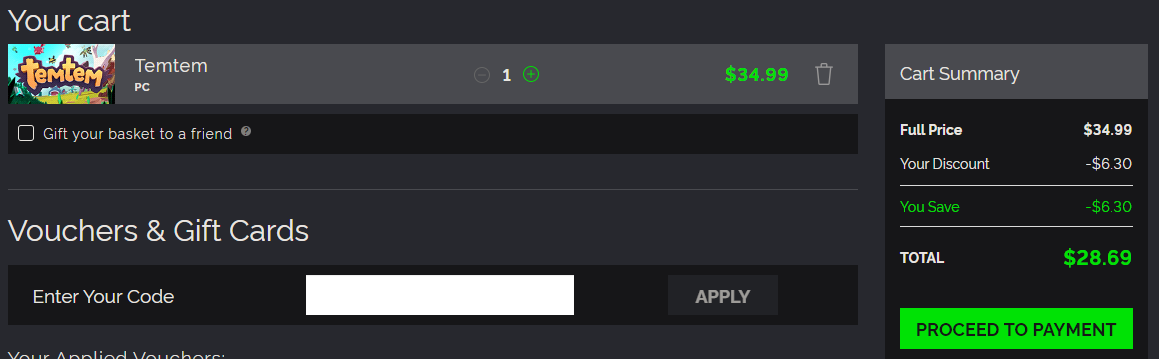 Your cart
temtem
Temtem
PC
1
$34.99
Gift your basket to a friend ?
Vouchers & Gift Cards
Enter Your Code
APPLY
Your Applied Vouchers:
Cart Summary
Full Price $34.99
Your Discount -$6.30
You Save -$6.30
TOTAL $28.69
PROCEED TO PAYMENT